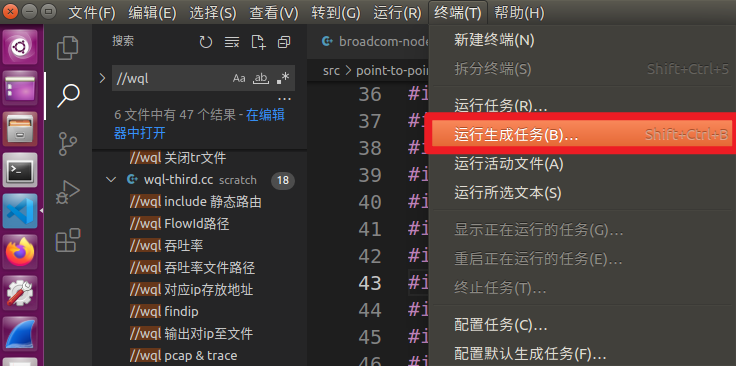 文件(F) 编辑(E) 选择(S) 查看(V) 转到(G) 运行(R) 终端(T) 帮助(H)
搜索
//wql
Aa ab, .*
6 文件中有 47 个结果 - 在编辑
器中打开
//wql 关闭tr文件
wql-third.cc scratch 18
//wql include 静态路由
//wql FlowId路径
//wql 吞吐率
//wql 吞吐率文件路径
//wql 对应ip存放地址
//wql findip
//wql 输出对ip至文件
//wql pcap & trace
broadcom-node
src › point-to-poi
36 #i
37 #i
38 #i
39 #i
40 #i
41 #i
42 #i
43 #i
44 #i
45 #i
46 #i
新建终端(N)
拆分终端(S) Shift+Ctrl+5
运行任务(R)...
运行生成任务(B)... Shift+Ctrl+B
运行活动文件(A)
运行所选文本(S)
显示正在运行的任务(G)...
重启正在运行的任务(E)...
终止任务(T)...
配置任务(C)...
配置默认生成任务(F)...